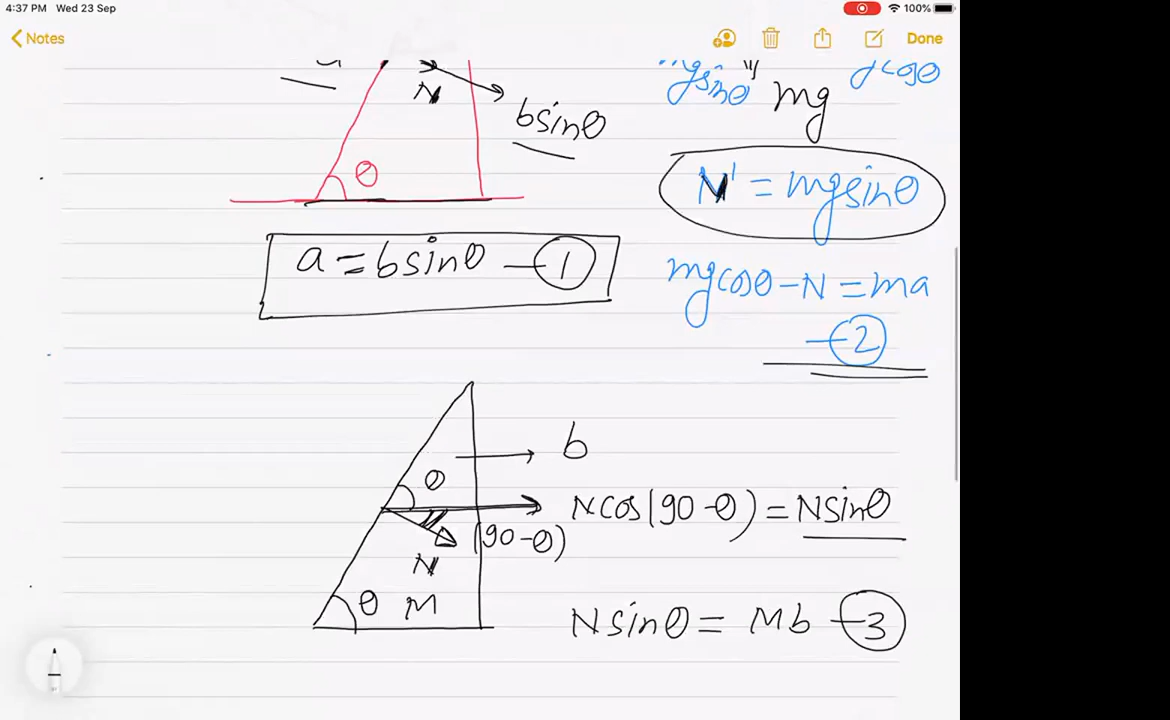 4:37 PM Wed 23 Sep
100%
Notes
Done
mgsinθ
mg
N
bsinθ
θ
N' = mgsinθ
a = bsinθ — 1
mgcosθ - N = ma
— 2
b
θ
Ncos(90 - θ) = Nsinθ
(90 - θ)
N
θ M
Nsinθ = Mb — 3